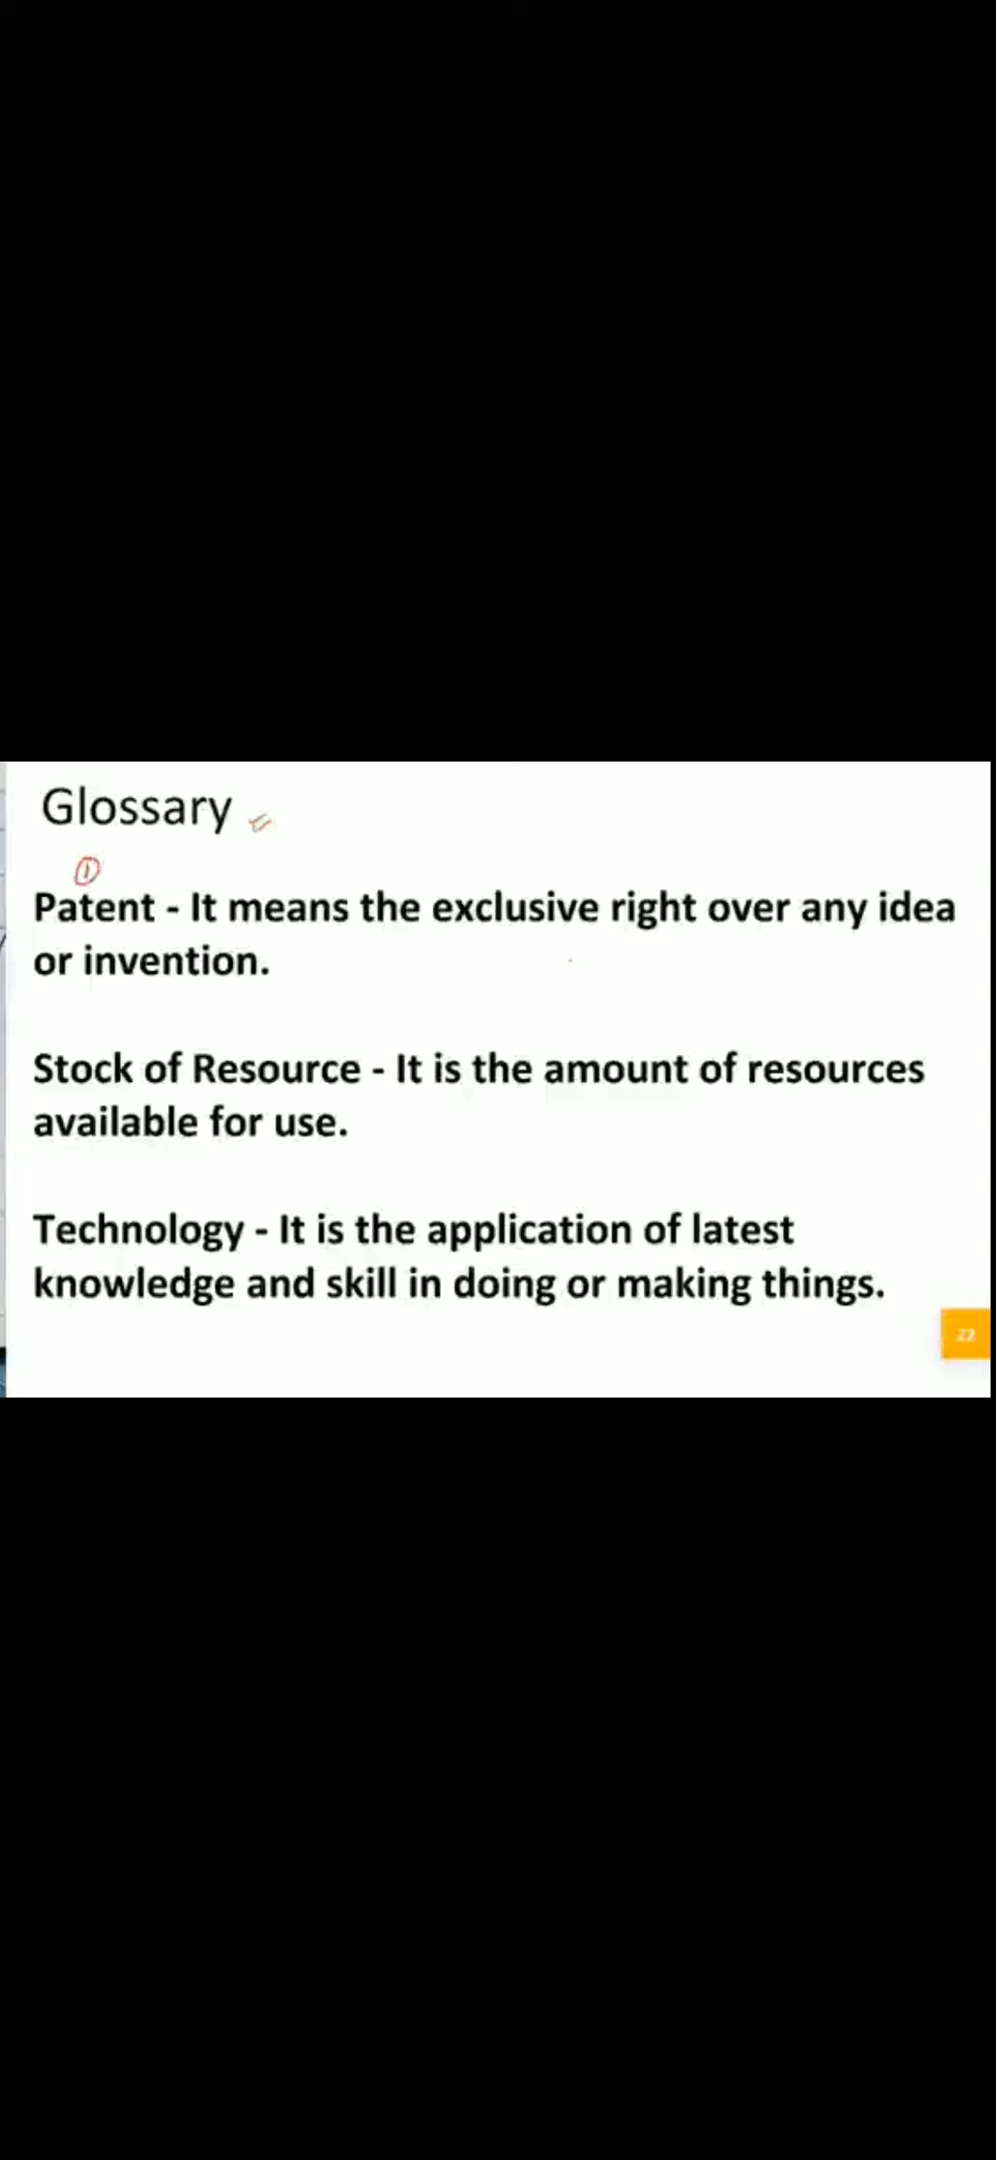 Glossary
①
Patent - It means the exclusive right over any idea
or invention.
Stock of Resource - It is the amount of resources
available for use.
Technology - It is the application of latest
knowledge and skill in doing or making things.
22